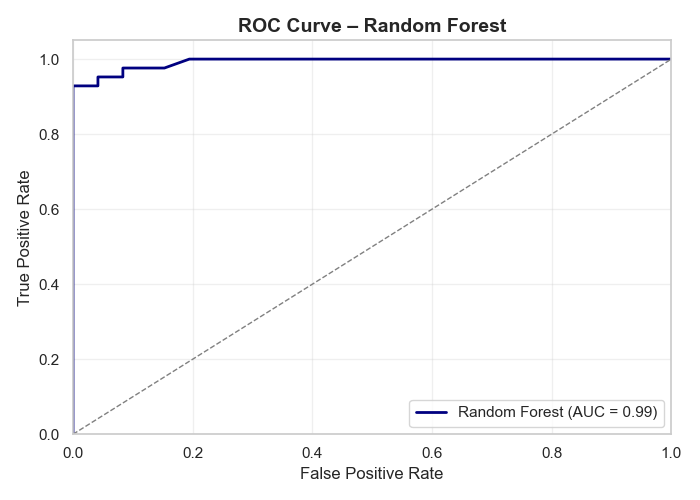 ROC Curve – Random Forest
True Positive Rate
1.0
0.8
0.6
0.4
0.2
0.0
Random Forest (AUC = 0.99)
0.0 0.2 0.4 0.6 0.8 1.0
False Positive Rate